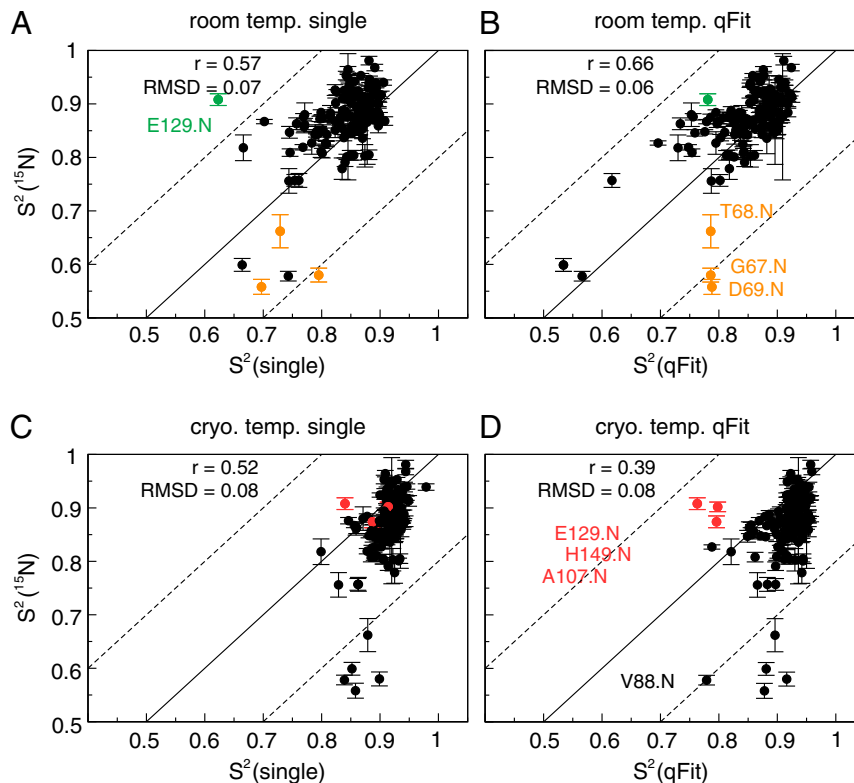 A
room temp. single
r = 0.57
RMSD = 0.07
E129.N
S² (¹⁵N)
1
0.9
0.8
0.7
0.6
0.5
0.5 0.6 0.7 0.8 0.9 1
S² (single)
B
room temp. qFit
r = 0.66
RMSD = 0.06
T68.N
G67.N
D69.N
0.5 0.6 0.7 0.8 0.9 1
S² (qFit)
C
cryo. temp. single
r = 0.52
RMSD = 0.08
S² (¹⁵N)
1
0.9
0.8
0.7
0.6
0.5
0.5 0.6 0.7 0.8 0.9 1
S² (single)
D
cryo. temp. qFit
r = 0.39
RMSD = 0.08
E129.N
H149.N
A107.N
V88.N
0.5 0.6 0.7 0.8 0.9 1
S² (qFit)